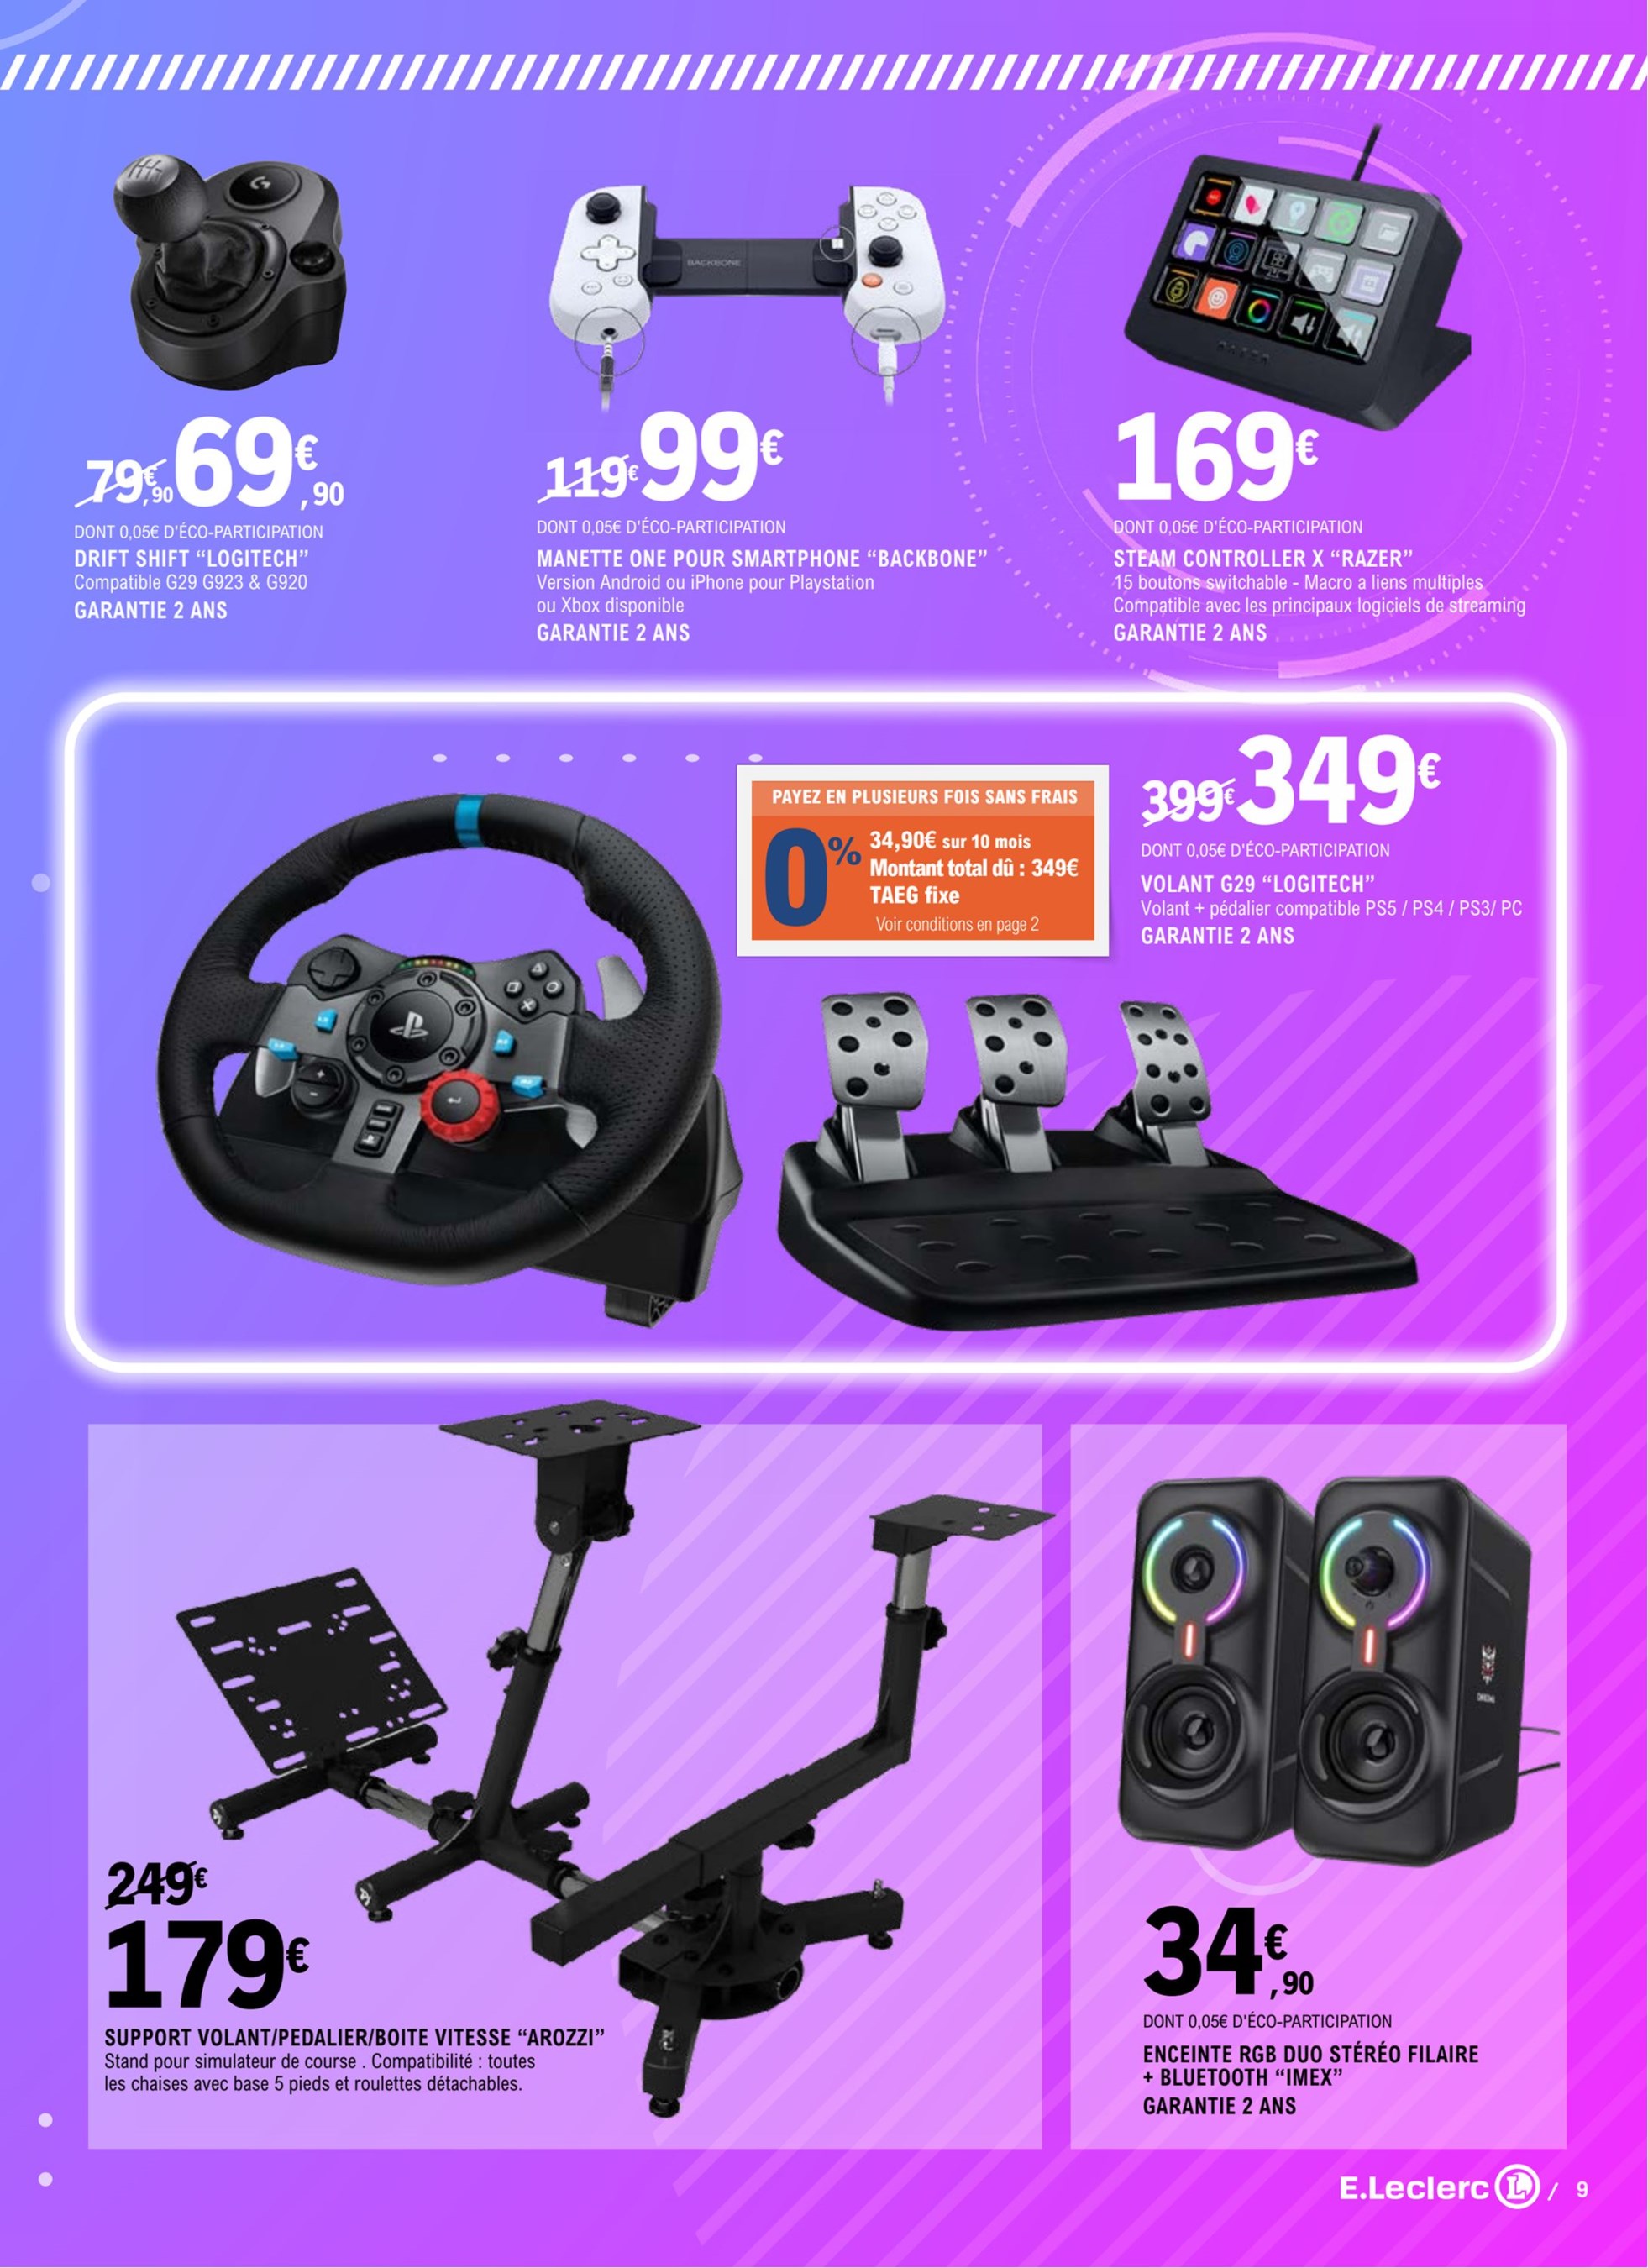 79€,90 69€,90
DONT 0,05€ D'ÉCO-PARTICIPATION
DRIFT SHIFT “LOGITECH”
Compatible G29 G923 & G920
GARANTIE 2 ANS
BACKBONE
119€ 99€
DONT 0,05€ D'ÉCO-PARTICIPATION
MANETTE ONE POUR SMARTPHONE “BACKBONE”
Version Android ou iPhone pour Playstation
ou Xbox disponible
GARANTIE 2 ANS
RAZER
169€
DONT 0,05€ D'ÉCO-PARTICIPATION
STEAM CONTROLLER X “RAZER”
15 boutons switchable - Macro a liens multiples
Compatible avec les principaux logiciels de streaming
GARANTIE 2 ANS
PAYEZ EN PLUSIEURS FOIS SANS FRAIS
0%
34,90€ sur 10 mois
Montant total dû : 349€
TAEG fixe
Voir conditions en page 2
399€ 349€
DONT 0,05€ D'ÉCO-PARTICIPATION
VOLANT G29 “LOGITECH”
Volant + pédalier compatible PS5 / PS4 / PS3/ PC
GARANTIE 2 ANS
249€
179€
SUPPORT VOLANT/PEDALIER/BOITE VITESSE “AROZZI”
Stand pour simulateur de course . Compatibilité : toutes
les chaises avec base 5 pieds et roulettes détachables.
34€,90
DONT 0,05€ D'ÉCO-PARTICIPATION
ENCEINTE RGB DUO STÉRÉO FILAIRE
+ BLUETOOTH “IMEX”
GARANTIE 2 ANS
E.Leclerc L / 9